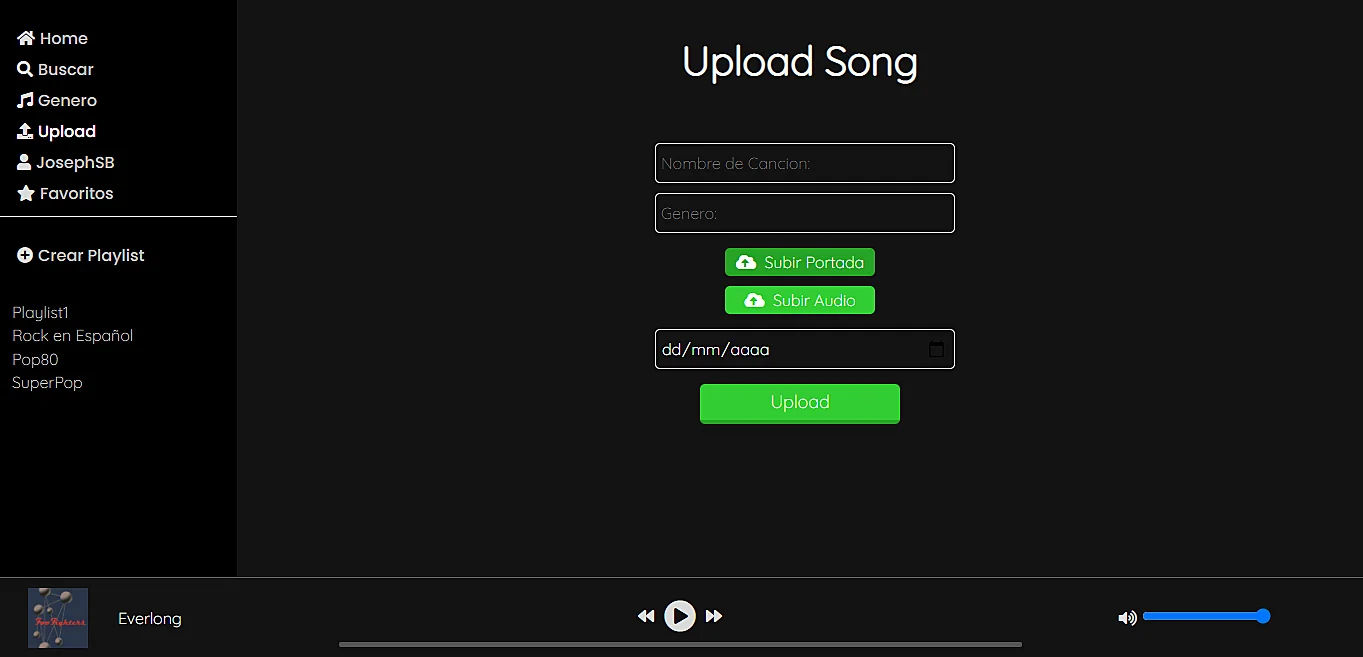 Home
Buscar
Genero
Upload
JosephSB
Favoritos
Crear Playlist
Playlist1
Rock en Español
Pop80
SuperPop
Upload Song
Nombre de Cancion:
Genero:
Subir Portada
Subir Audio
dd/mm/aaaa
Upload
Foo Fighters
Everlong